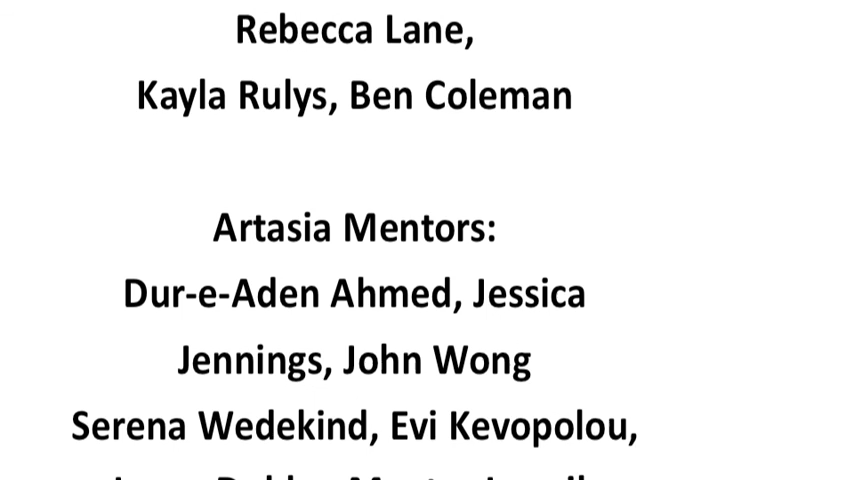 Rebecca Lane,
Kayla Rulys, Ben Coleman
Artasia Mentors:
Dur-e-Aden Ahmed, Jessica
Jennings, John Wong
Serena Wedekind, Evi Kevopolou,